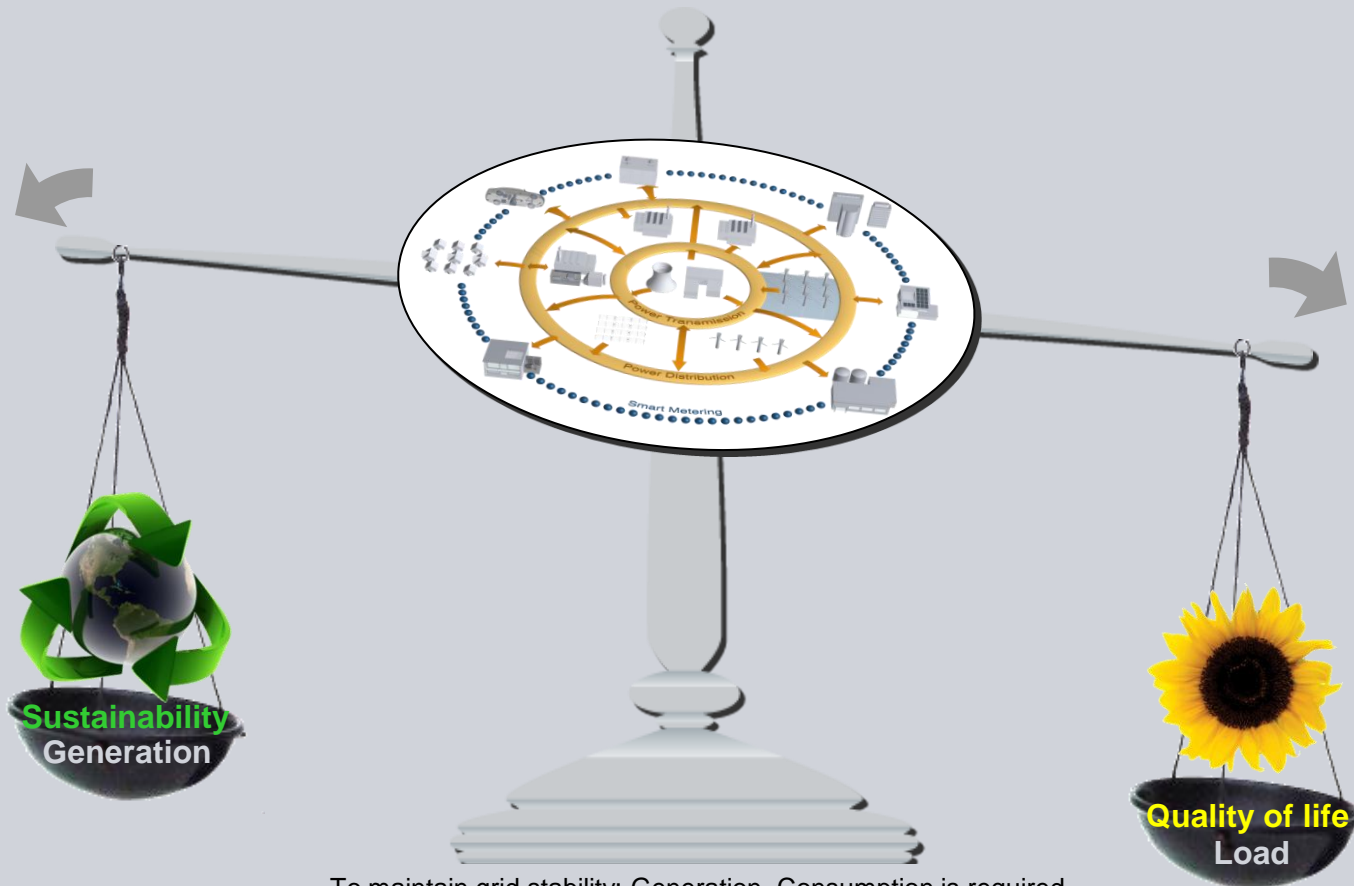 Power Transmission
Power Distribution
Smart Metering
Sustainability
Generation
Quality of life
Load
To maintain grid stability: Generation Consumption is required